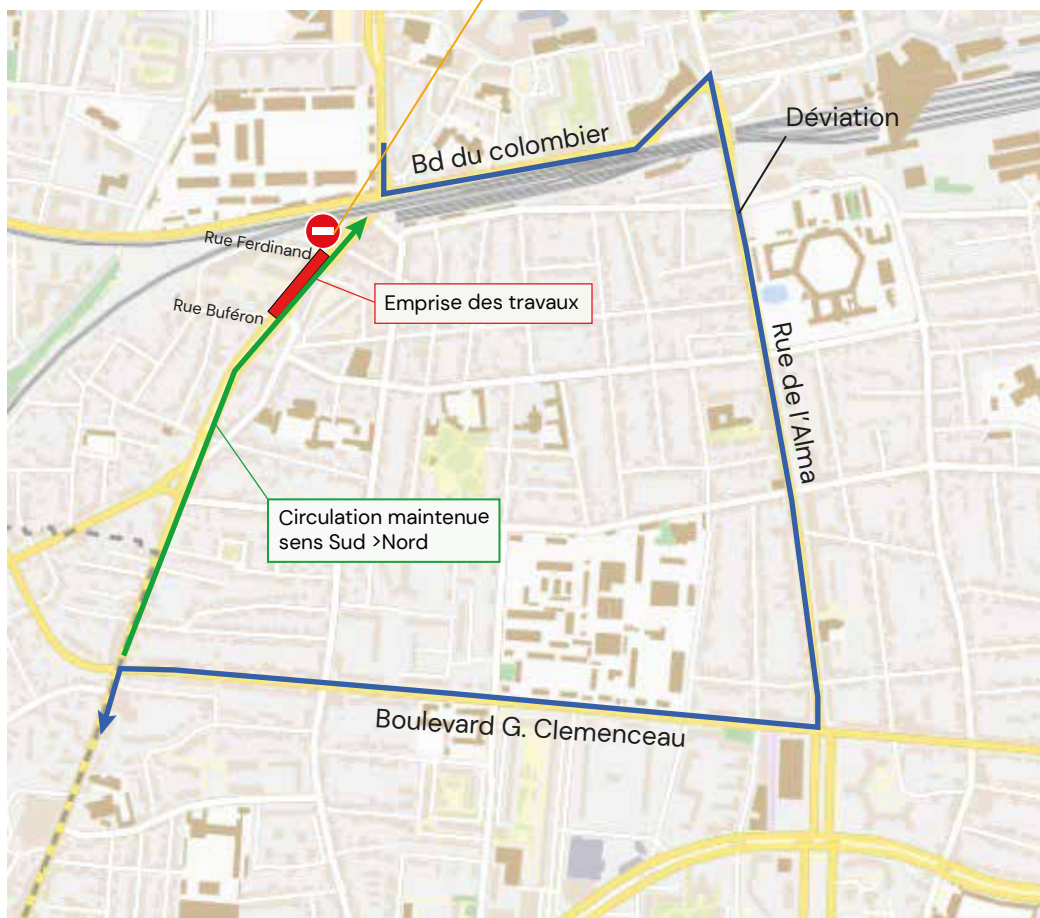 Bd du colombier
Déviation
Rue Ferdinand
Rue Buféron
Emprise des travaux
Rue de l'Alma
Circulation maintenue
sens Sud >Nord
Boulevard G. Clemenceau